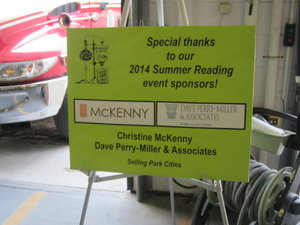 Special thanks
to our
2014 Summer Reading
event sponsors!
MCKENNY
DAVE PERRY-MILLER
& ASSOCIATES
Christine McKenny
Dave Perry-Miller & Associates
Selling Park Cities